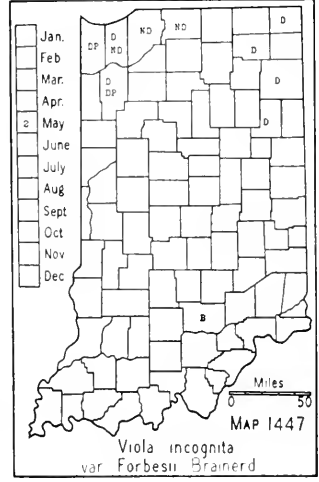 Jan.
Feb
Mar.
Apr.
2 May
June
July
Aug
Sept
Oct
Nov
Dec
DP
D
ND
ND
ND
D
D
D
DP
D
D
B
Miles
0 50
MAP 1447
Viola incognita
var Forbesii Brainerd